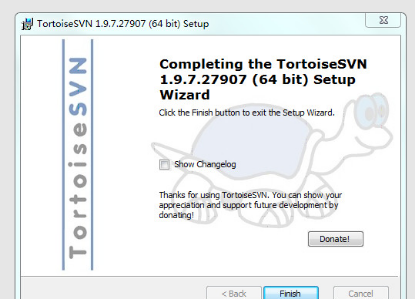 TortoiseSVN 1.9.7.27907 (64 bit) Setup
TortoiseSVN
Completing the TortoiseSVN
1.9.7.27907 (64 bit) Setup
Wizard
Click the Finish button to exit the Setup Wizard.
Show Changelog
Thanks for using TortoiseSVN. You can show your
appreciation and support future development by
donating!
Donate!
< Back Finish Cancel